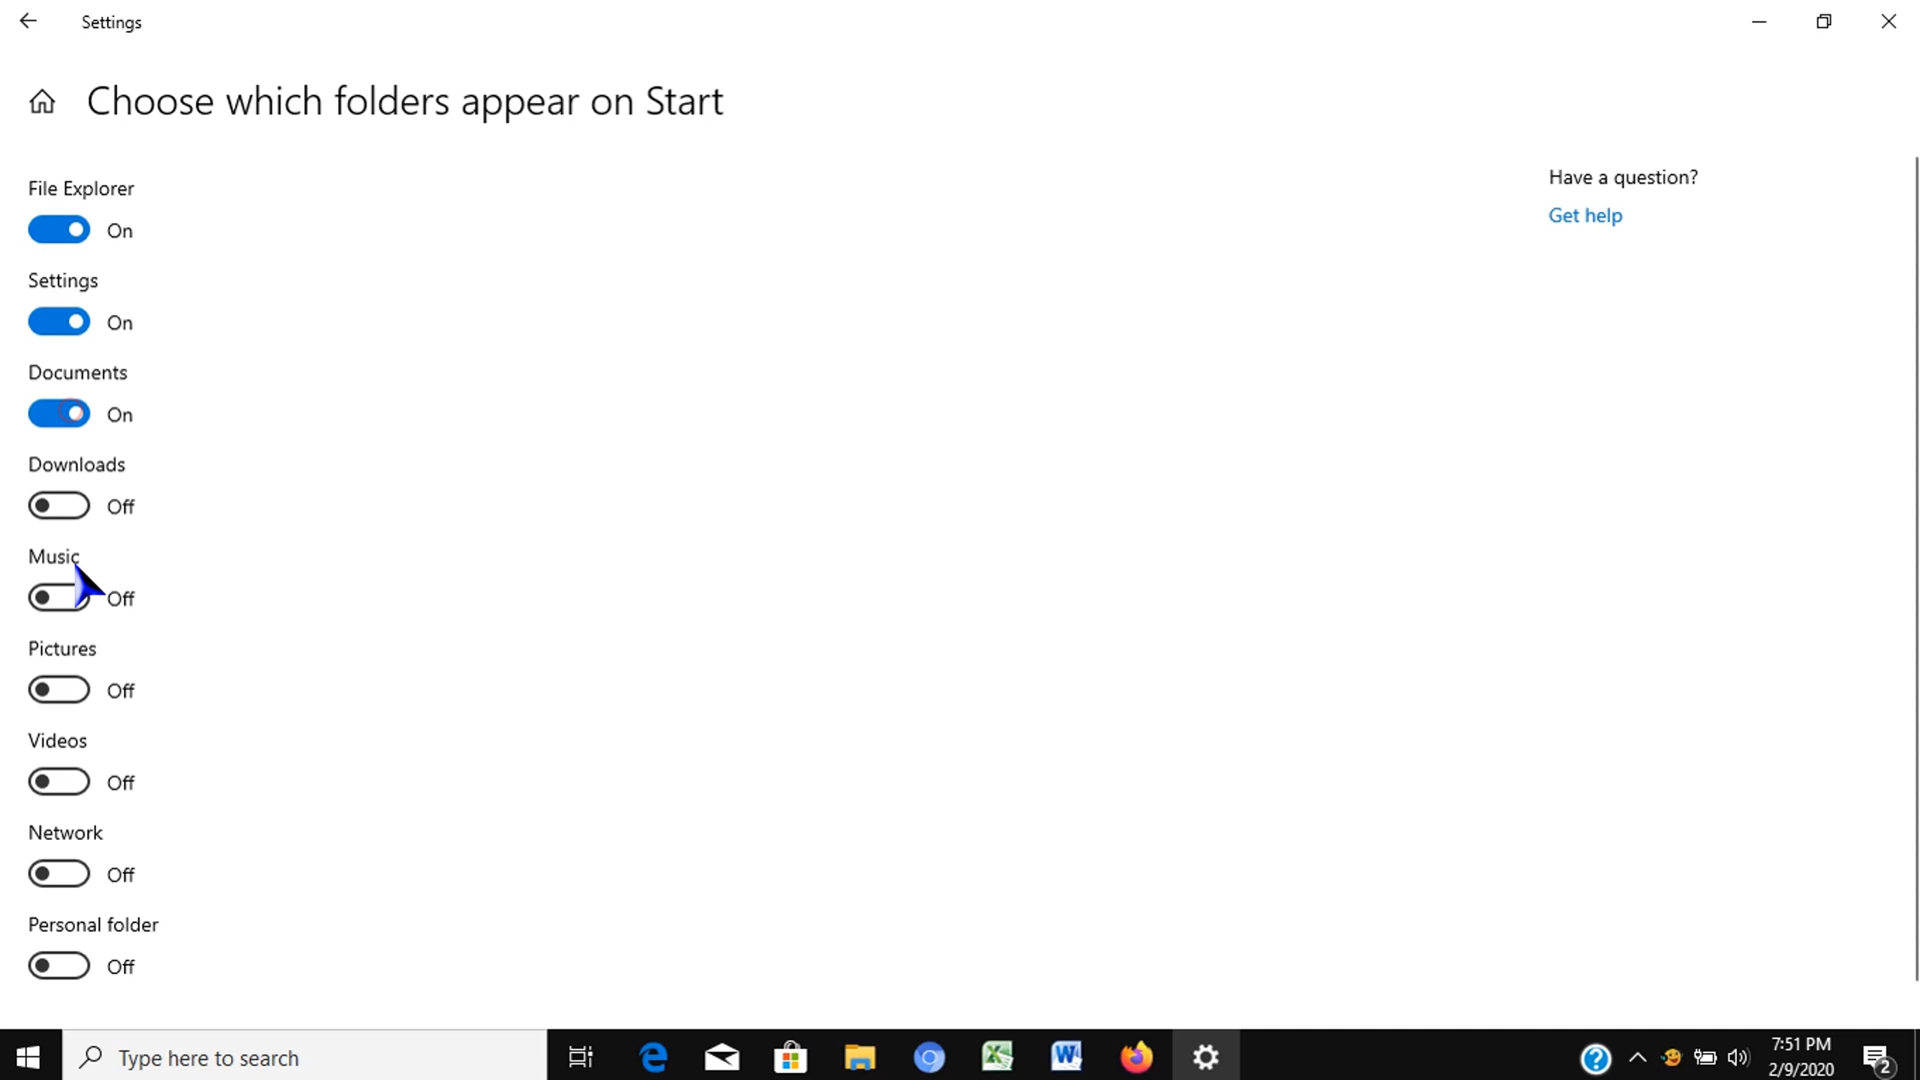 Settings
Choose which folders appear on Start
File Explorer
On
Settings
On
Documents
On
Downloads
Off
Music
Off
Pictures
Off
Videos
Off
Network
Off
Personal folder
Off
Have a question?
Get help
Type here to search
7:51 PM
2/9/2020
2